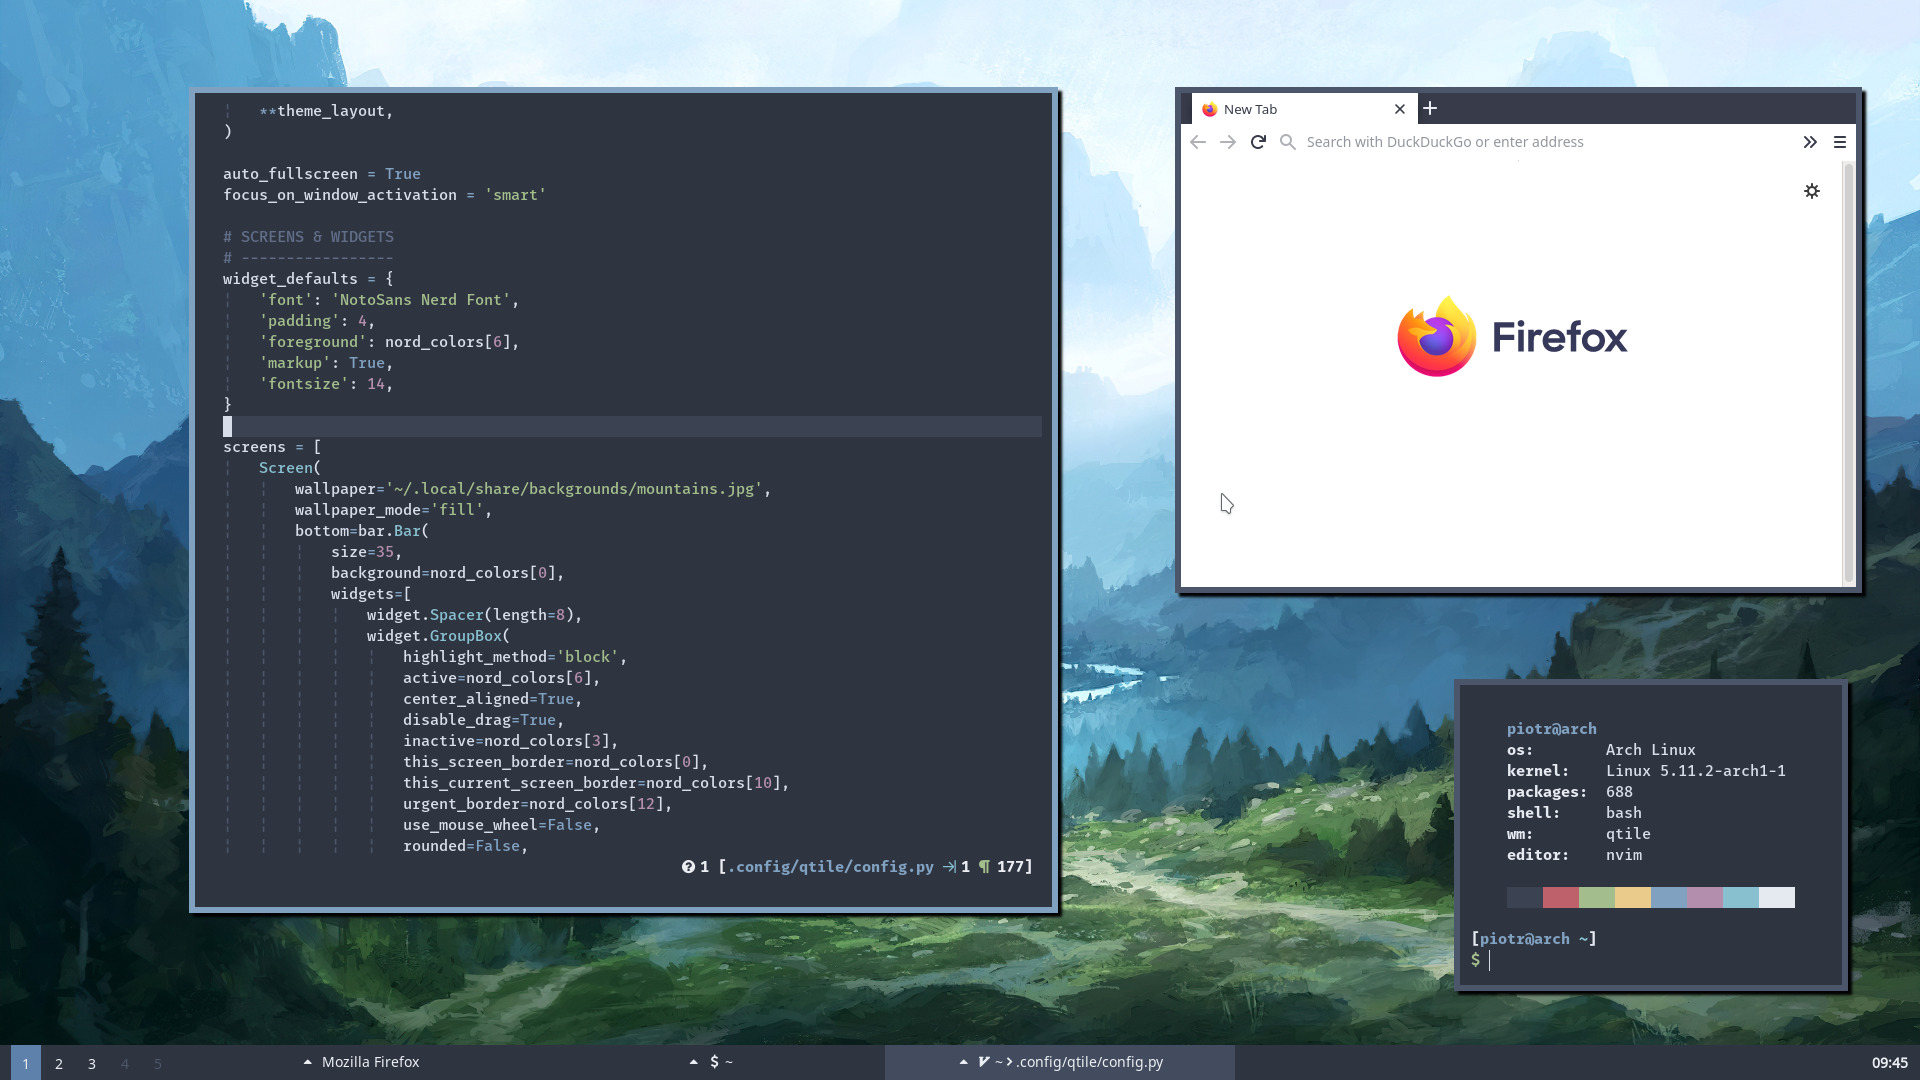 **theme_layout,
)
auto_fullscreen = True
focus_on_window_activation = 'smart'
# SCREENS & WIDGETS
# -----------------
widget_defaults = {
'font': 'NotoSans Nerd Font',
'padding': 4,
'foreground': nord_colors[6],
'markup': True,
'fontsize': 14,
}
screens = [
Screen(
wallpaper='~/.local/share/backgrounds/mountains.jpg',
wallpaper_mode='fill',
bottom=bar.Bar(
size=35,
background=nord_colors[0],
widgets=[
widget.Spacer(length=8),
widget.GroupBox(
highlight_method='block',
active=nord_colors[6],
center_aligned=True,
disable_drag=True,
inactive=nord_colors[3],
this_screen_border=nord_colors[0],
this_current_screen_border=nord_colors[10],
urgent_border=nord_colors[12],
use_mouse_wheel=False,
rounded=False,
1 [.config/qtile/config.py 1 ¶ 177]
New Tab
Search with DuckDuckGo or enter address
Firefox
piotr@arch
os: Arch Linux
kernel: Linux 5.11.2-arch1-1
packages: 688
shell: bash
wm: qtile
editor: nvim
[piotr@arch ~]
$
1 2 3 4 5 Mozilla Firefox $ ~ ~ > .config/qtile/config.py 09:45